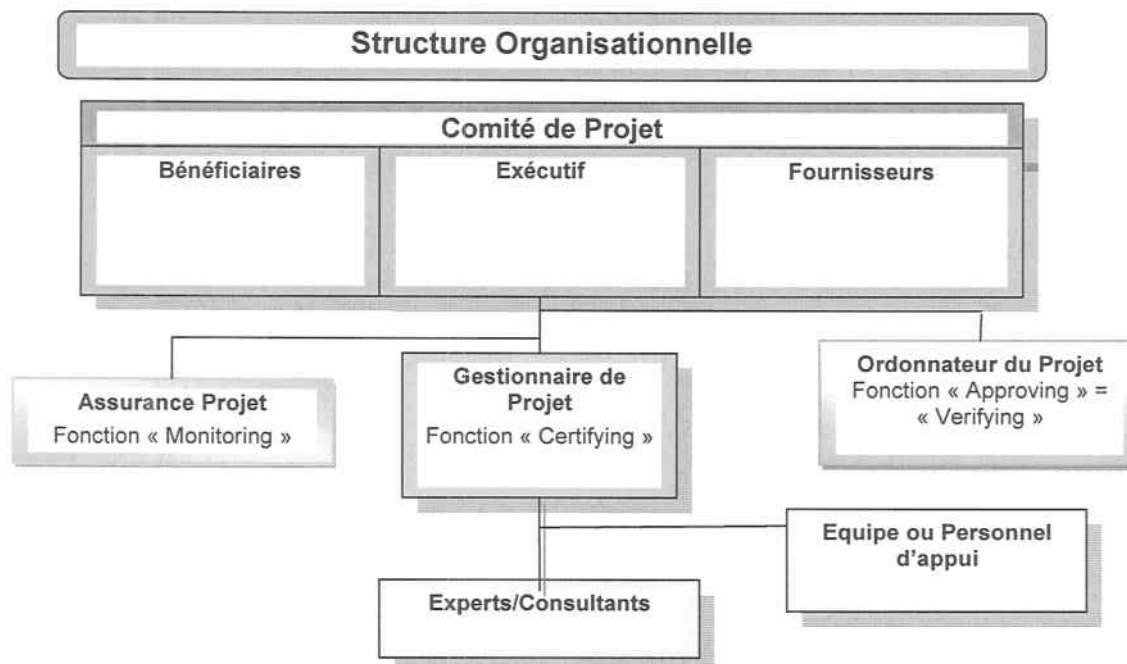 Structure Organisationnelle
Comité de Projet
Bénéficiaires
Exécutif
Fournisseurs
Assurance Projet
Fonction « Monitoring »
Gestionnaire de
Projet
Fonction « Certifying »
Ordonnateur du Projet
Fonction « Approving » =
« Verifying »
Equipe ou Personnel
d'appui
Experts/Consultants